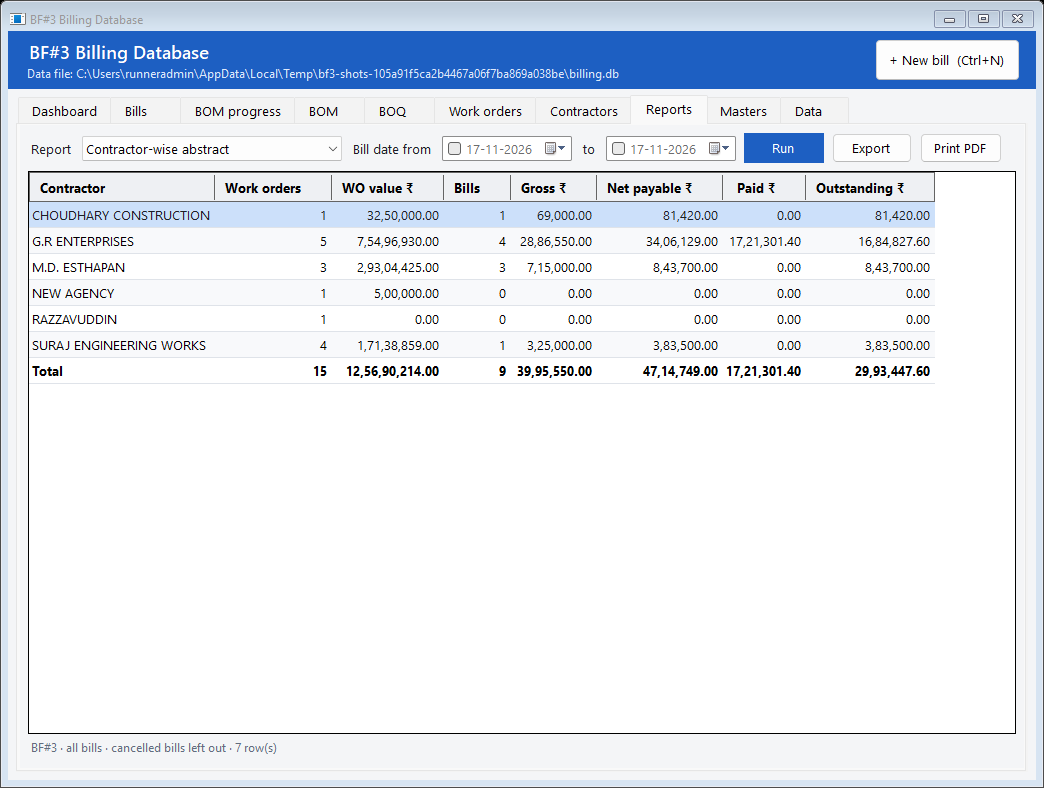 BF#3 Billing Database
BF#3 Billing Database
Data file: C:\Users\runneradmin\AppData\Local\Temp\bf3-shots-105a91f5ca2b4467a06f7ba869a038be\billing.db
+ New bill (Ctrl+N)
Dashboard Bills BOM progress BOM BOQ Work orders Contractors Reports Masters Data
Report Contractor-wise abstract Bill date from 17-11-2026 to 17-11-2026 Run Export Print PDF
Contractor Work orders WO value ₹ Bills Gross ₹ Net payable ₹ Paid ₹ Outstanding ₹
CHOUDHARY CONSTRUCTION 1 32,50,000.00 1 69,000.00 81,420.00 0.00 81,420.00
G.R ENTERPRISES 5 7,54,96,930.00 4 28,86,550.00 34,06,129.00 17,21,301.40 16,84,827.60
M.D. ESTHAPAN 3 2,93,04,425.00 3 7,15,000.00 8,43,700.00 0.00 8,43,700.00
NEW AGENCY 1 5,00,000.00 0 0.00 0.00 0.00 0.00
RAZZAVUDDIN 1 0.00 0 0.00 0.00 0.00 0.00
SURAJ ENGINEERING WORKS 4 1,71,38,859.00 1 3,25,000.00 3,83,500.00 0.00 3,83,500.00
Total 15 12,56,90,214.00 9 39,95,550.00 47,14,749.00 17,21,301.40 29,93,447.60
BF#3 · all bills · cancelled bills left out · 7 row(s)